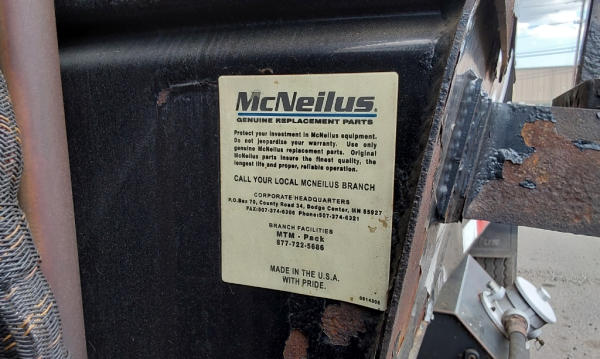 McNeilus.
GENUINE REPLACEMENT PARTS
Protect your investment in McNeilus equipment.
Do not jeopardize your warranty. Use only
genuine McNeilus replacement parts. Original
McNeilus parts insure the finest quality, the
longest life and proper, reliable operation.
CALL YOUR LOCAL MCNEILUS BRANCH
CORPORATE HEADQUARTERS
P.O.Box 70, County Road 34, Dodge Center, MN 55927
FAX:507-374-6306 Phone:507-374-6321
BRANCH FACILITIES
MTM - Pack
877-722-5686
MADE IN THE U.S.A.
WITH PRIDE.